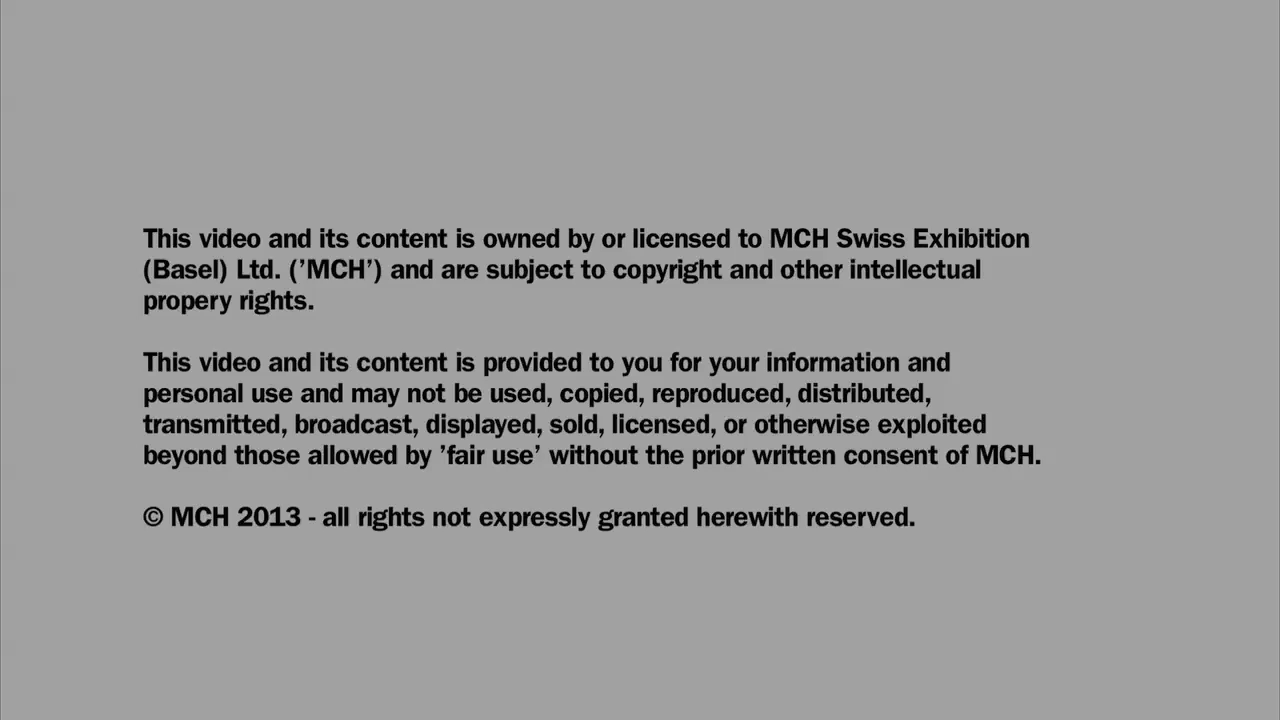 This video and its content is owned by or licensed to MCH Swiss Exhibition
(Basel) Ltd. (’MCH’) and are subject to copyright and other intellectual
propery rights.
This video and its content is provided to you for your information and
personal use and may not be used, copied, reproduced, distributed,
transmitted, broadcast, displayed, sold, licensed, or otherwise exploited
beyond those allowed by ’fair use’ without the prior written consent of MCH.
© MCH 2013 - all rights not expressly granted herewith reserved.